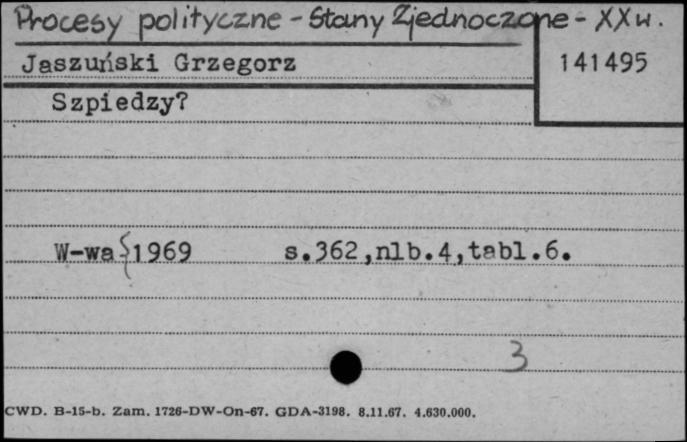 Procesy polityczne - Stany Zjednoczone - XX w.
Jaszuński Grzegorz
141495
Szpiedzy?
W-wa 1969 s.362,nlb.4,tabl.6.
3
CWD. B-15-b. Zam. 1726-DW-On-67. GDA-3198. 8.11.67. 4.630.000.